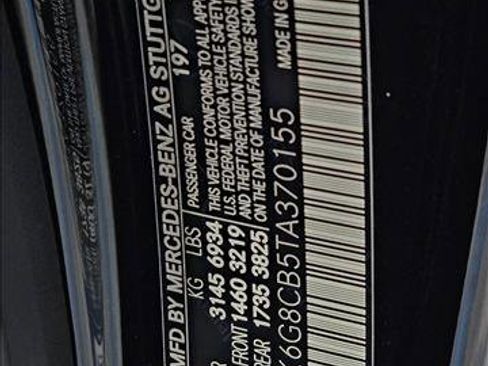 MFD BY MERCEDES-BENZ AG STUTTG
197
KG LBS
PASSENGER CAR
3145 6934
FRONT 1460 3219
REAR 1735 3825
THIS VEHICLE CONFORMS TO ALL APP
U.S. FEDERAL MOTOR VEHICLE SAFETY
AND THEFT PREVENTION STANDARDS I
ON THE DATE OF MANUFACTURE SHOW
K6G8CB5TA370155
MADE IN G